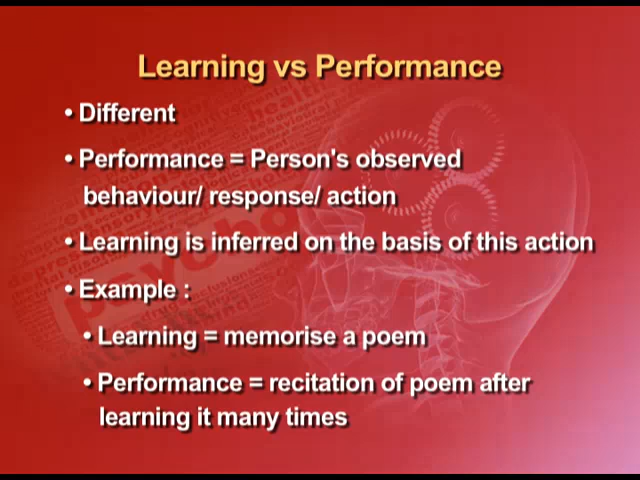 Learning vs Performance
• Different
• Performance = Person's observed
behaviour/ response/ action
• Learning is inferred on the basis of this action
• Example :
• Learning = memorise a poem
• Performance = recitation of poem after
learning it many times